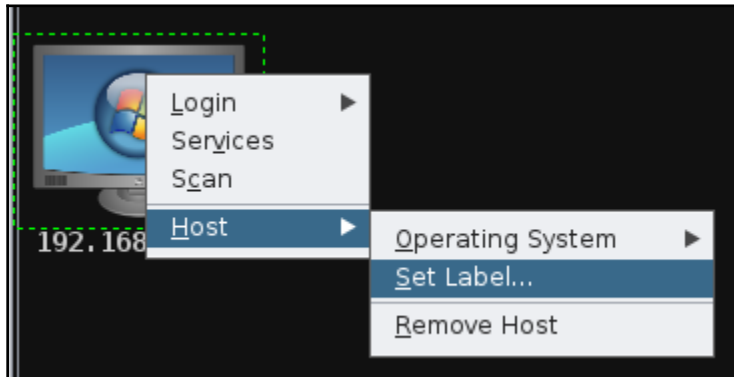 Login
Services
Scan
Host
192.168
Operating System
Set Label...
Remove Host